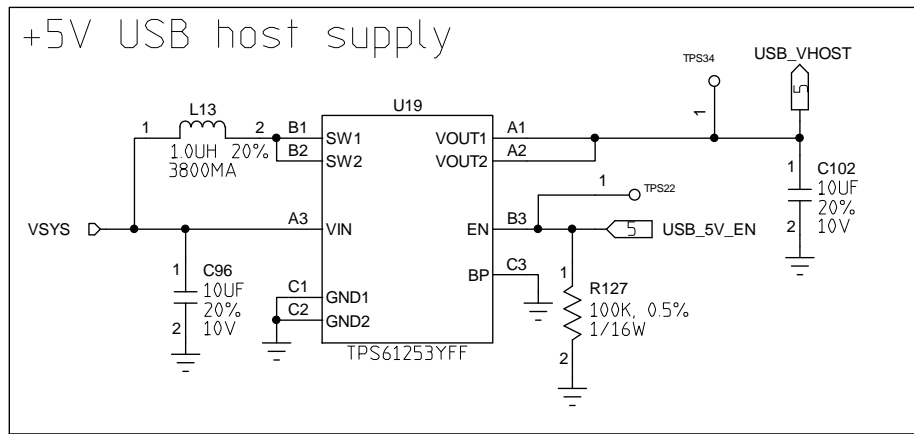 +5V USB host supply
USB_VHOST
5
TPS34
1
U19
L13
1
2
1.0UH 20%
3800MA
B1
SW1
B2
SW2
VOUT1
A1
VOUT2
A2
1
C102
10UF
20%
10V
2
1
TPS22
VSYS
A3
VIN
EN
B3
5
USB_5V_EN
1
C96
10UF
20%
10V
2
BP
C3
C1
GND1
C2
GND2
1
R127
100K, 0.5%
1/16W
2
TPS61253YFF